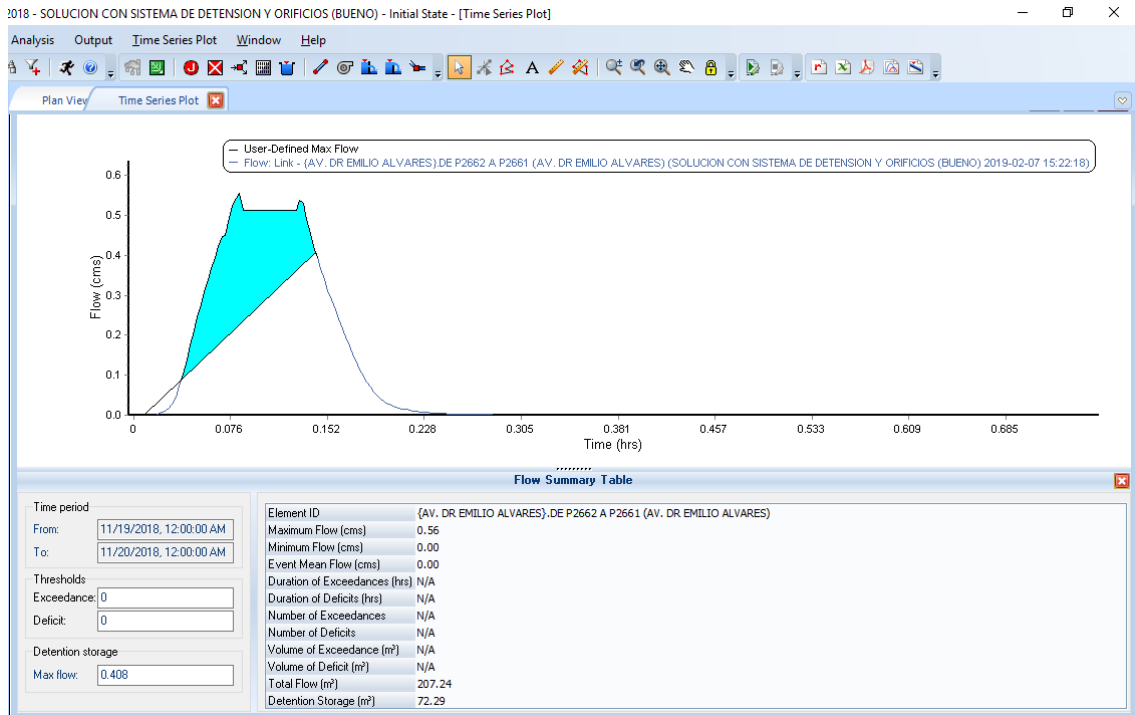 2018 - SOLUCION CON SISTEMA DE DETENSION Y ORIFICIOS (BUENO) - Initial State - [Time Series Plot]
Analysis Output Time Series Plot Window Help
Plan View Time Series Plot
User-Defined Max Flow
Flow: Link - {AV. DR EMILIO ALVARES}.DE P2662 A P2661 (AV. DR EMILIO ALVARES) (SOLUCION CON SISTEMA DE DETENSION Y ORIFICIOS (BUENO) 2019-02-07 15:22:18)
0.6
0.5
0.4
0.3
0.2
0.1
0.0
Flow (cms)
0 0.076 0.152 0.228 0.305 0.381 0.457 0.533 0.609 0.685
Time (hrs)
Flow Summary Table
Time period
From: 11/19/2018, 12:00:00 AM
To: 11/20/2018, 12:00:00 AM
Thresholds
Exceedance: 0
Deficit: 0
Detention storage
Max flow: 0.408
Element ID {AV. DR EMILIO ALVARES}.DE P2662 A P2661 (AV. DR EMILIO ALVARES)
Maximum Flow (cms) 0.56
Minimum Flow (cms) 0.00
Event Mean Flow (cms) 0.00
Duration of Exceedances (hrs) N/A
Duration of Deficits (hrs) N/A
Number of Exceedances N/A
Number of Deficits N/A
Volume of Exceedance (m³) N/A
Volume of Deficit (m³) N/A
Total Flow (m³) 207.24
Detention Storage (m³) 72.29